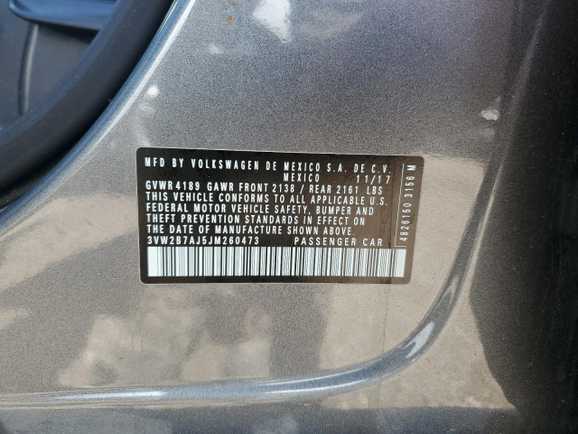 MFD BY VOLKSWAGEN DE MEXICO S.A. DE C.V.
MEXICO 11/17
GVWR 4189 GAWR FRONT 2138 / REAR 2161 LBS
THIS VEHICLE CONFORMS TO ALL APPLICABLE U.S.
FEDERAL MOTOR VEHICLE SAFETY, BUMPER AND
THEFT PREVENTION STANDARDS IN EFFECT ON
THE DATE OF MANUFACTURE SHOWN ABOVE.
3VW2B7AJ5JM260473 PASSENGER CAR
3156 M